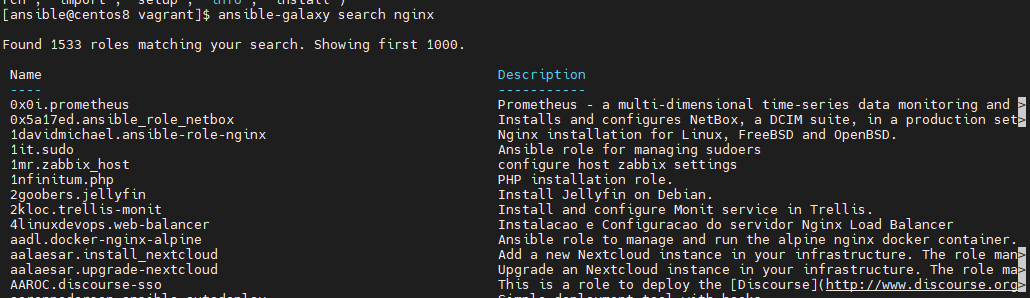 [ansible@centos8 vagrant]$ ansible-galaxy search nginx
Found 1533 roles matching your search. Showing first 1000.
Name Description
---- -----------
0x0i.prometheus Prometheus - a multi-dimensional time-series data monitoring and >
0x5a17ed.ansible_role_netbox Installs and configures NetBox, a DCIM suite, in a production set>
1davidmichael.ansible-role-nginx Nginx installation for Linux, FreeBSD and OpenBSD.
1it.sudo Ansible role for managing sudoers
1mr.zabbix_host configure host zabbix settings
1nfinitum.php PHP installation role.
2goobers.jellyfin Install Jellyfin on Debian.
2kloc.trellis-monit Install and configure Monit service in Trellis.
4linuxdevops.web-balancer Instalacao e Configuracao do servidor Nginx Load Balancer
aadl.docker-nginx-alpine Ansible role to manage and run the alpine nginx docker container.
aalaesar.install_nextcloud Add a new Nextcloud instance in your infrastructure. The role man>
aalaesar.upgrade-nextcloud Upgrade an Nextcloud instance in your infrastructure. The role ma>
AAROC.discourse-sso This is a role to deploy the [Discourse](http://www.discourse.org>